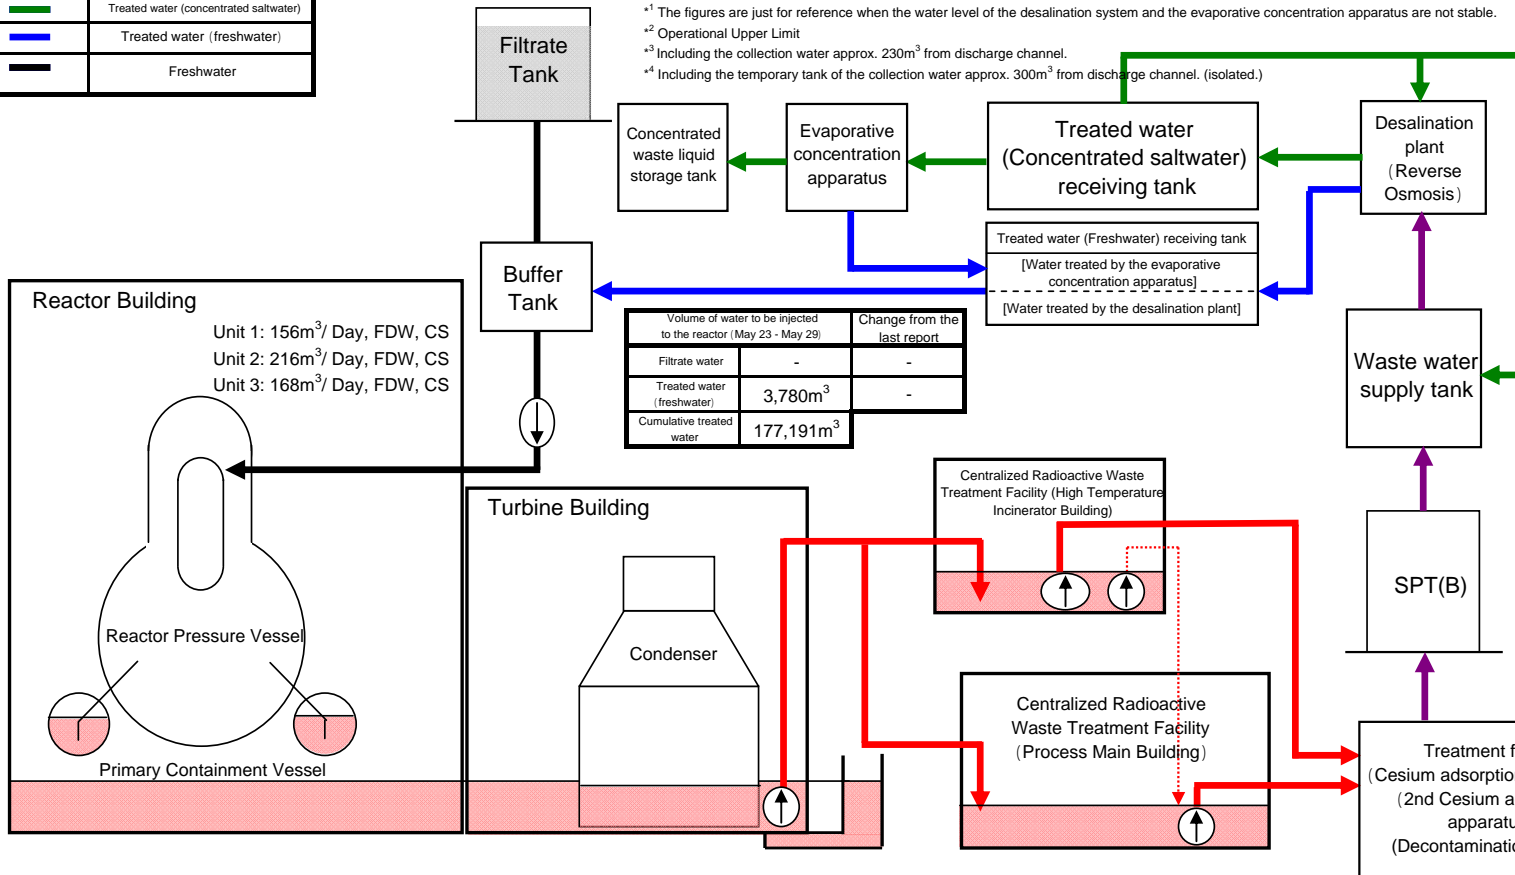 Treated water (concentrated saltwater)
Treated water (freshwater)
Freshwater
*1 The figures are just for reference when the water level of the desalination system and the evaporative concentration apparatus are not stable.
*2 Operational Upper Limit
*3 Including the collection water approx. 230m3 from discharge channel.
*4 Including the temporary tank of the collection water approx. 300m3 from discharge channel. (isolated.)
Filtrate
Tank
Concentrated
waste liquid
storage tank
Evaporative
concentration
apparatus
Treated water
(Concentrated saltwater)
receiving tank
Desalination
plant
(Reverse
Osmosis)
Treated water (Freshwater) receiving tank
[Water treated by the evaporative
concentration apparatus]
[Water treated by the desalination plant]
Buffer
Tank
Reactor Building
Unit 1: 156m3/ Day, FDW, CS
Unit 2: 216m3/ Day, FDW, CS
Unit 3: 168m3/ Day, FDW, CS
Volume of water to be injected
to the reactor (May 23 - May 29)
Change from the
last report
Filtrate water
-
-
Treated water
(freshwater)
3,780m3
-
Cumulative treated
water
177,191m3
Waste water
supply tank
Turbine Building
Centralized Radioactive Waste
Treatment Facility (High Temperature
Incinerator Building)
SPT(B)
Reactor Pressure Vessel
Condenser
Centralized Radioactive
Waste Treatment Facility
(Process Main Building)
Primary Containment Vessel
Treatment f
(Cesium adsorption
(2nd Cesium a
apparatu
(Decontaminatio